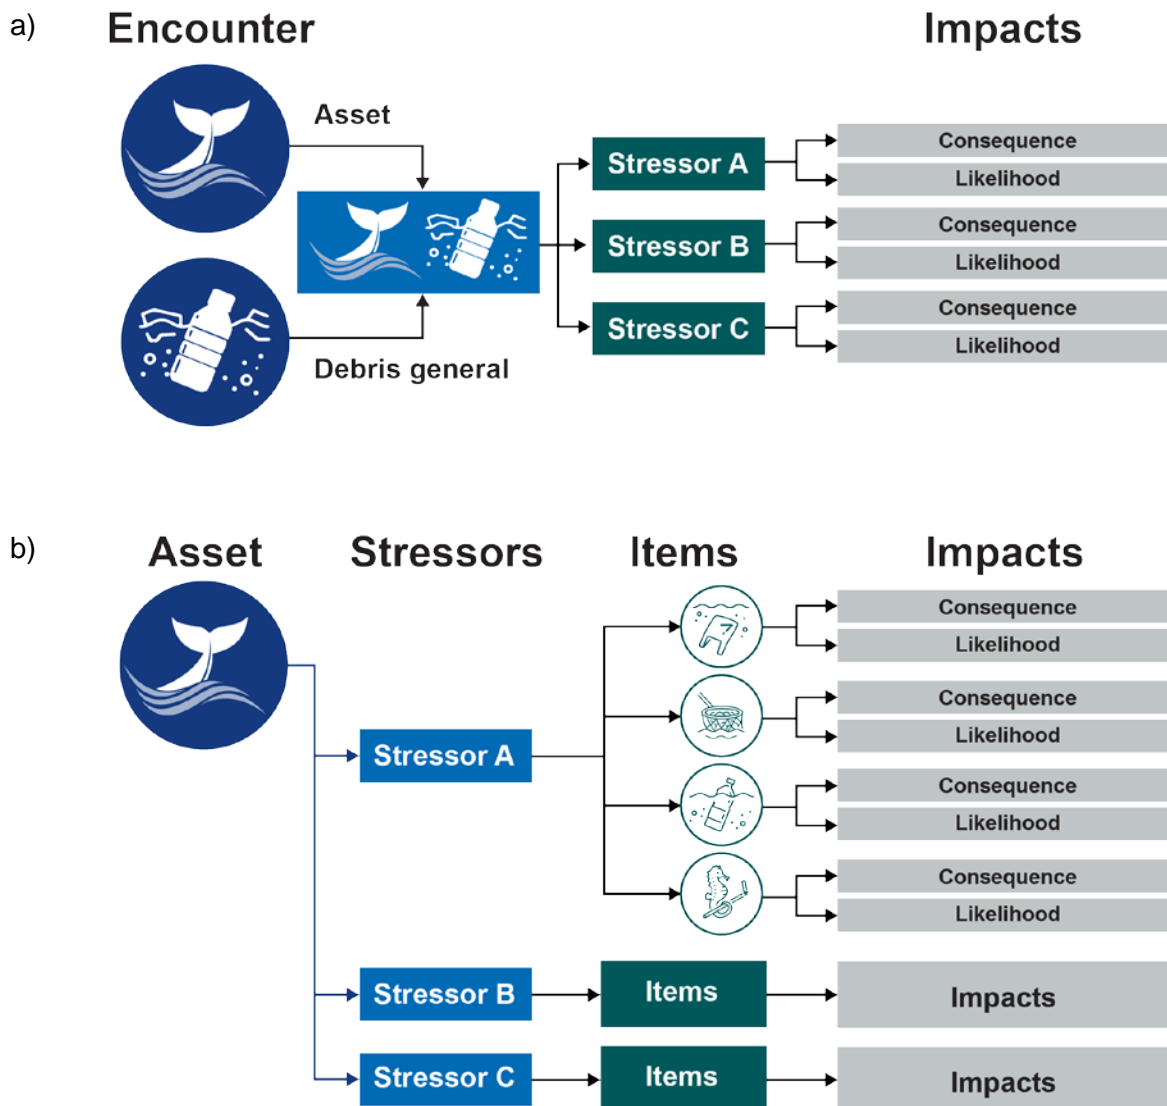 a)
Encounter
Impacts
Asset
Debris general
Stressor A
Consequence
Likelihood
Stressor B
Consequence
Likelihood
Stressor C
Consequence
Likelihood
b)
Asset
Stressors
Items
Impacts
Stressor A
Consequence
Likelihood
Consequence
Likelihood
Consequence
Likelihood
Consequence
Likelihood
Stressor B
Items
Impacts
Stressor C
Items
Impacts